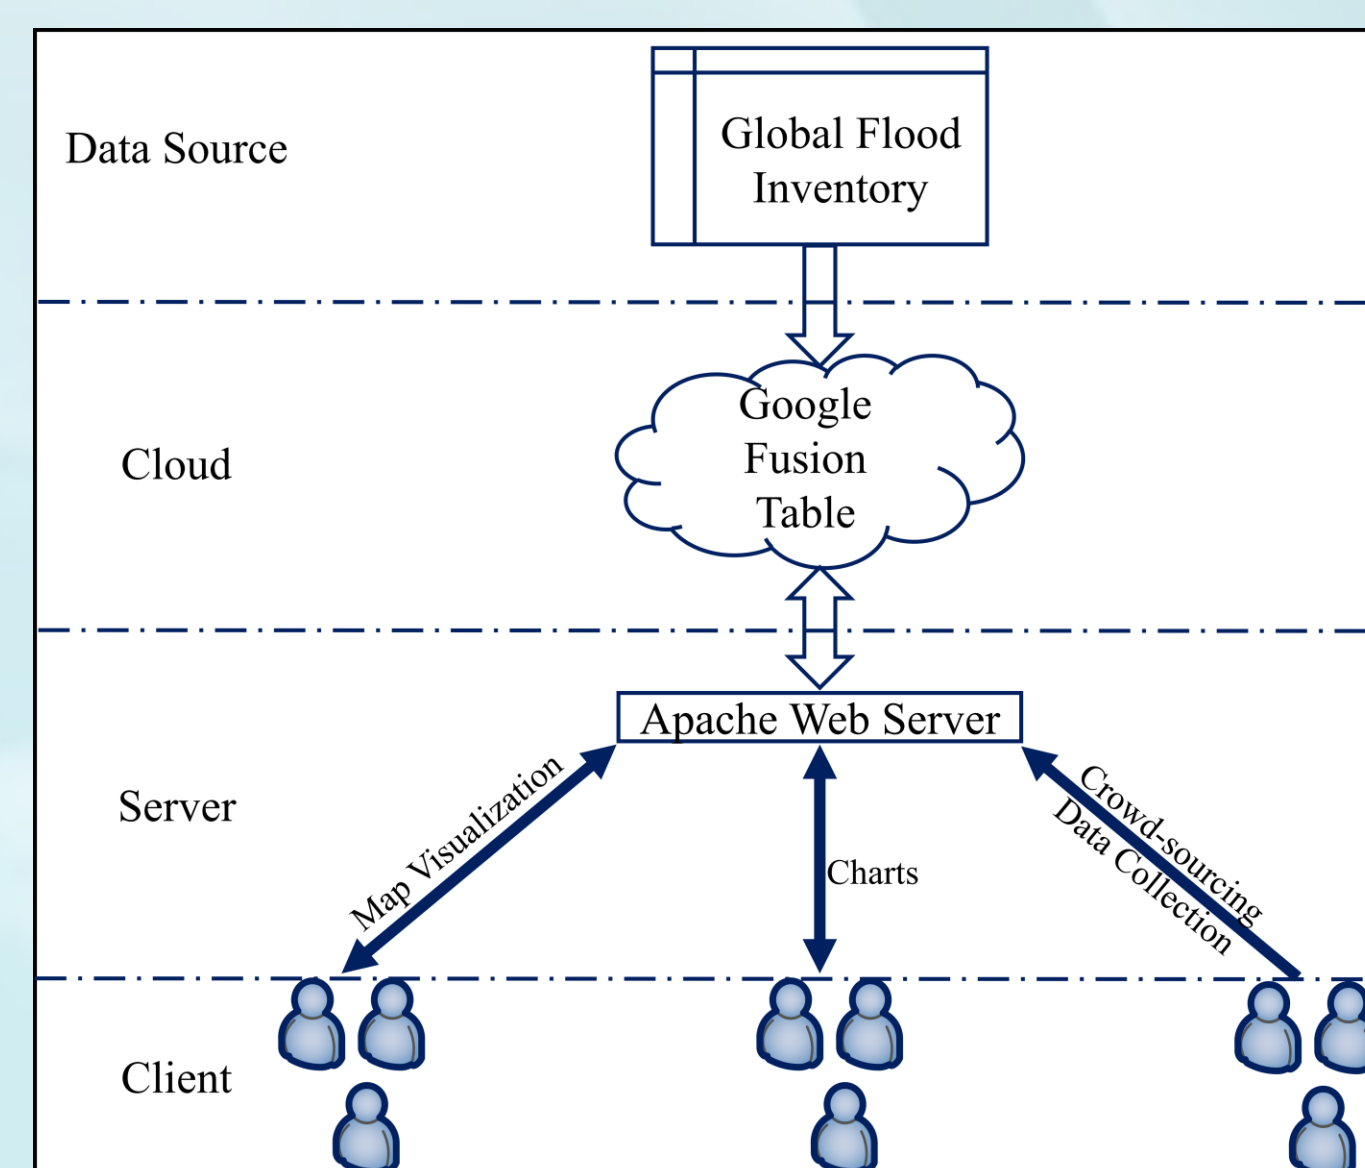 Data Source
Global Flood
Inventory
Cloud
Google
Fusion
Table
Apache Web Server
Server
Map Visualization
Charts
Crowd-sourcing
Data Collection
Client